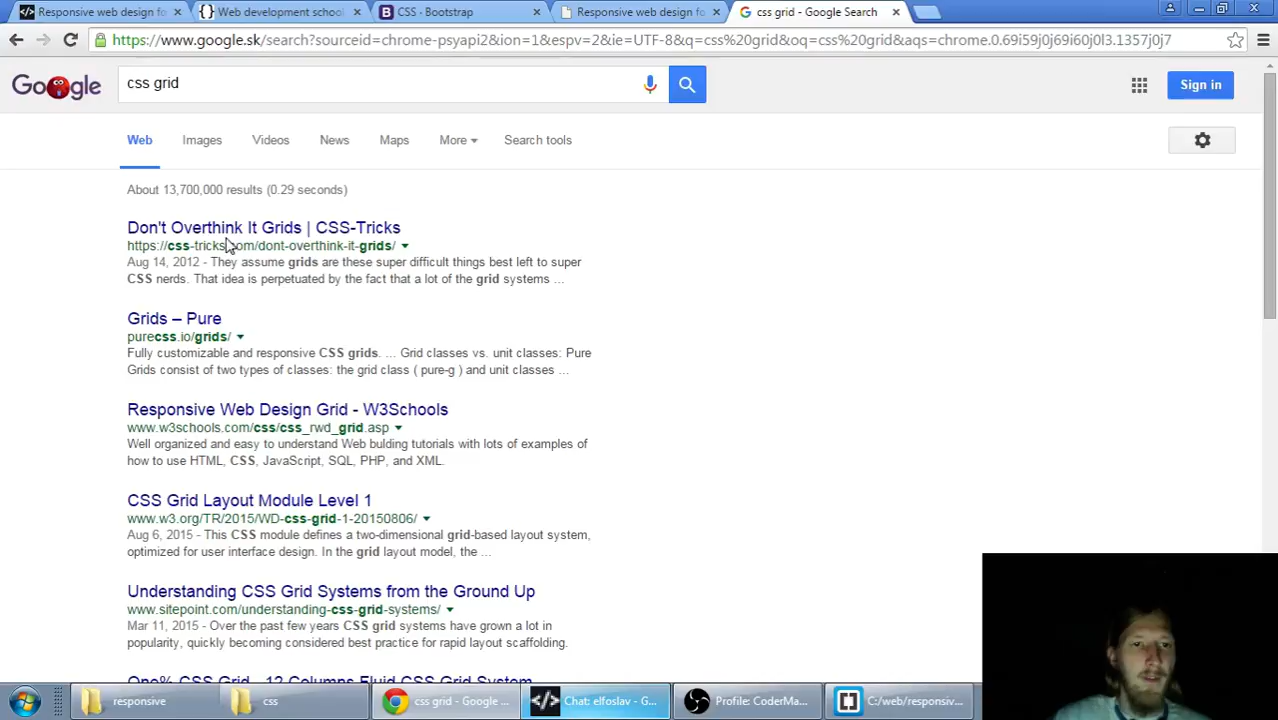 Responsive web design fo
Web development school
CSS - Bootstrap
Responsive web design fo
css grid - Google Search
https://www.google.sk/search?sourceid=chrome-psyapi2&ion=1&espv=2&ie=UTF-8&q=css%20grid&oq=css%20grid&aqs=chrome.0.69i59j0j69i60j0l3.1357j0j7
Google
css grid
Sign in
Web Images Videos News Maps More Search tools
About 13,700,000 results (0.29 seconds)
Don't Overthink It Grids | CSS-Tricks
https://css-tricks.com/dont-overthink-it-grids/
Aug 14, 2012 - They assume grids are these super difficult things best left to super
CSS nerds. That idea is perpetuated by the fact that a lot of the grid systems ...
Grids – Pure
purecss.io/grids/
Fully customizable and responsive CSS grids. ... Grid classes vs. unit classes: Pure
Grids consist of two types of classes: the grid class ( pure-g ) and unit classes ...
Responsive Web Design Grid - W3Schools
www.w3schools.com/css/css_rwd_grid.asp
Well organized and easy to understand Web bulding tutorials with lots of examples of
how to use HTML, CSS, JavaScript, SQL, PHP, and XML.
CSS Grid Layout Module Level 1
www.w3.org/TR/2015/WD-css-grid-1-20150806/
Aug 6, 2015 - This CSS module defines a two-dimensional grid-based layout system,
optimized for user interface design. In the grid layout model, the ...
Understanding CSS Grid Systems from the Ground Up
www.sitepoint.com/understanding-css-grid-systems/
Mar 11, 2015 - Over the past few years CSS grid systems have grown a lot in
popularity, quickly becoming considered best practice for rapid layout scaffolding.
One% CSS Grid - 12 Columns Fluid CSS Grid System
responsive
css
css grid - Google ...
Chat: elfoslav - G...
Profile: CoderMa...
C:/web/responsiv...